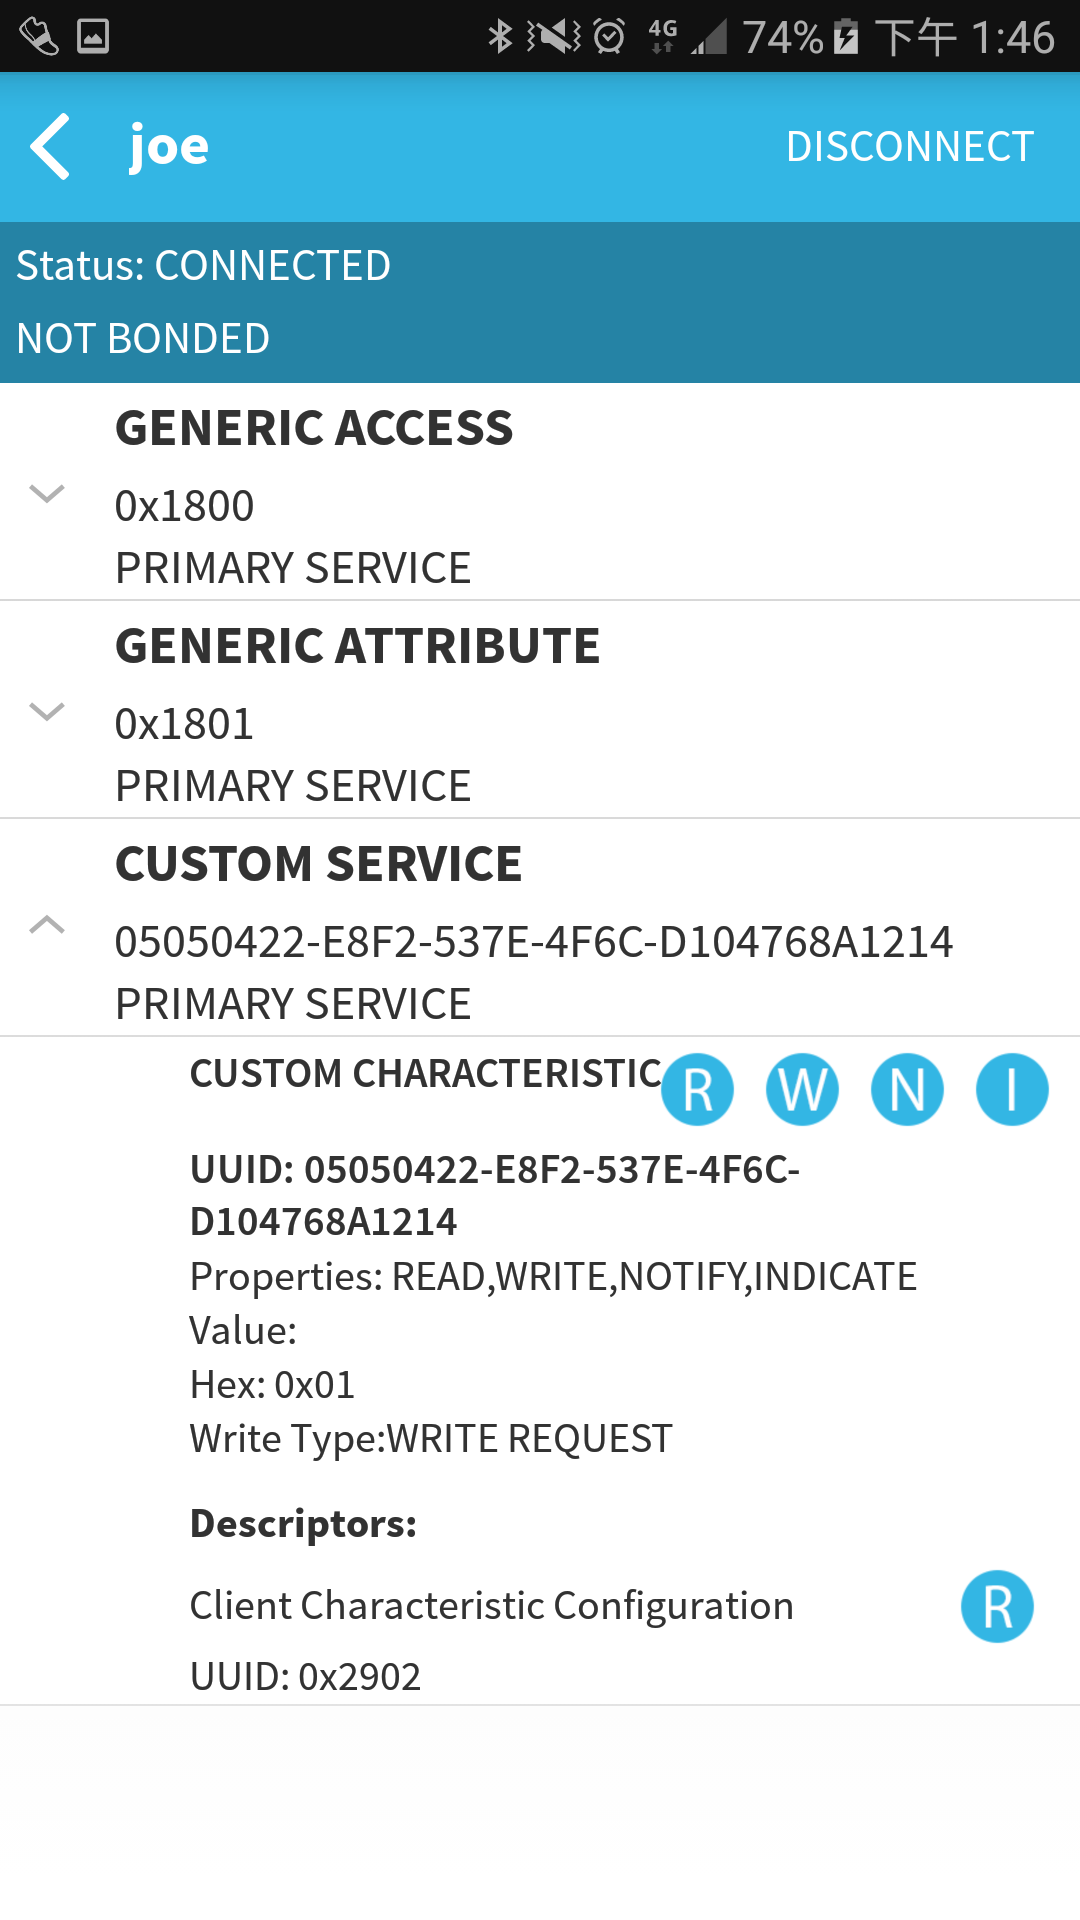 4G 74% 下午 1:46
joe DISCONNECT
Status: CONNECTED
NOT BONDED
GENERIC ACCESS
0x1800
PRIMARY SERVICE
GENERIC ATTRIBUTE
0x1801
PRIMARY SERVICE
CUSTOM SERVICE
05050422-E8F2-537E-4F6C-D104768A1214
PRIMARY SERVICE
CUSTOM CHARACTERISTIC R W N I
UUID: 05050422-E8F2-537E-4F6C-
D104768A1214
Properties: READ,WRITE,NOTIFY,INDICATE
Value:
Hex: 0x01
Write Type:WRITE REQUEST
Descriptors:
Client Characteristic Configuration R
UUID: 0x2902